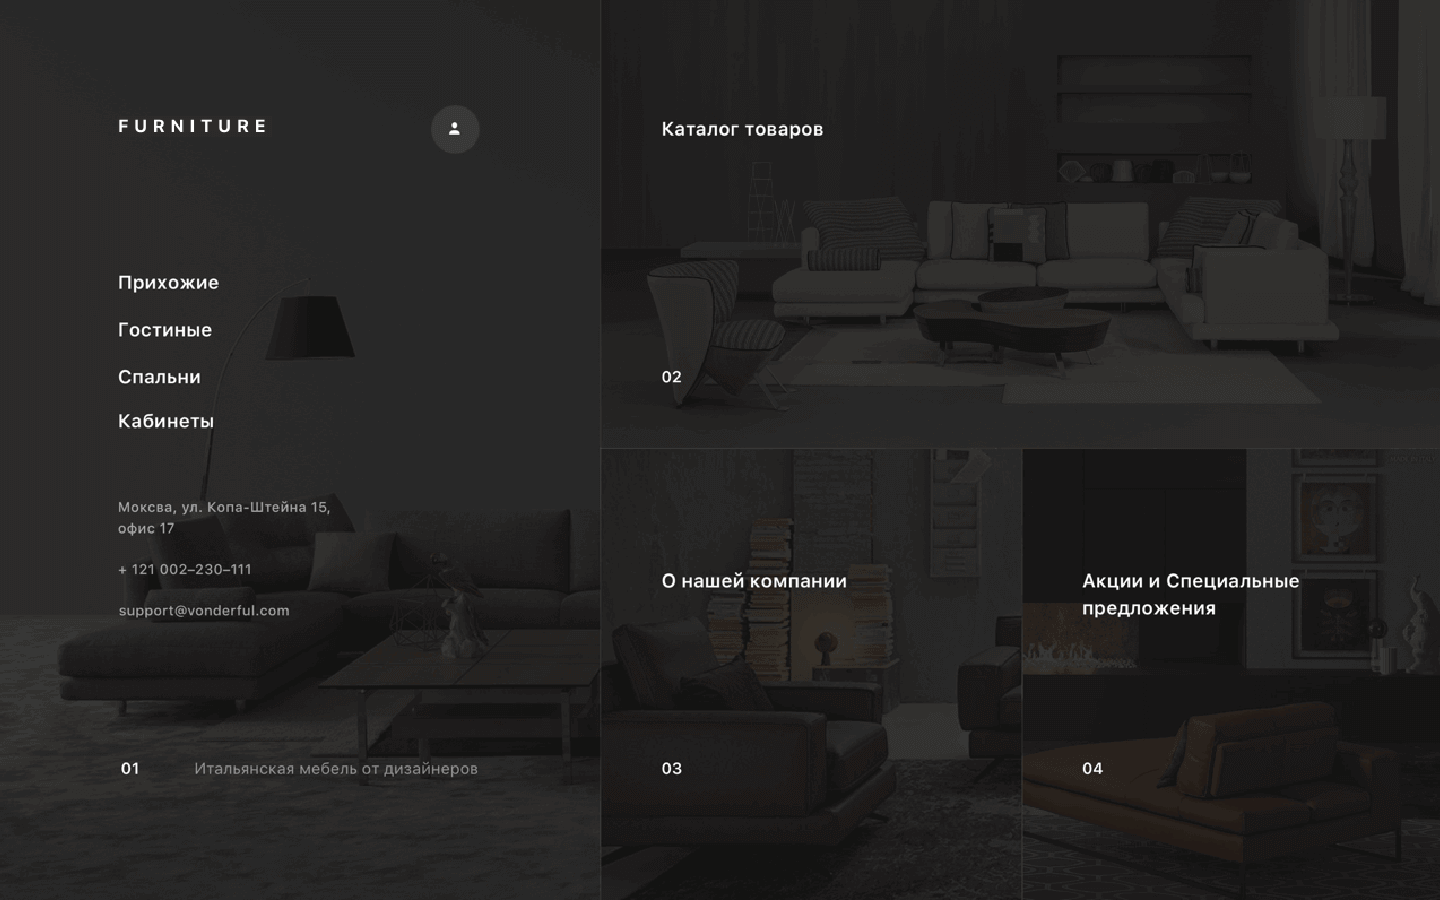 FURNITURE
Прихожие
Гостиные
Спальни
Кабинеты
Моксва, ул. Копа-Штейна 15,
офис 17
+ 121 002–230–111
support@vonderful.com
01
Итальянская мебель от дизайнеров
Каталог товаров
02
О нашей компании
03
Акции и Специальные
предложения
04